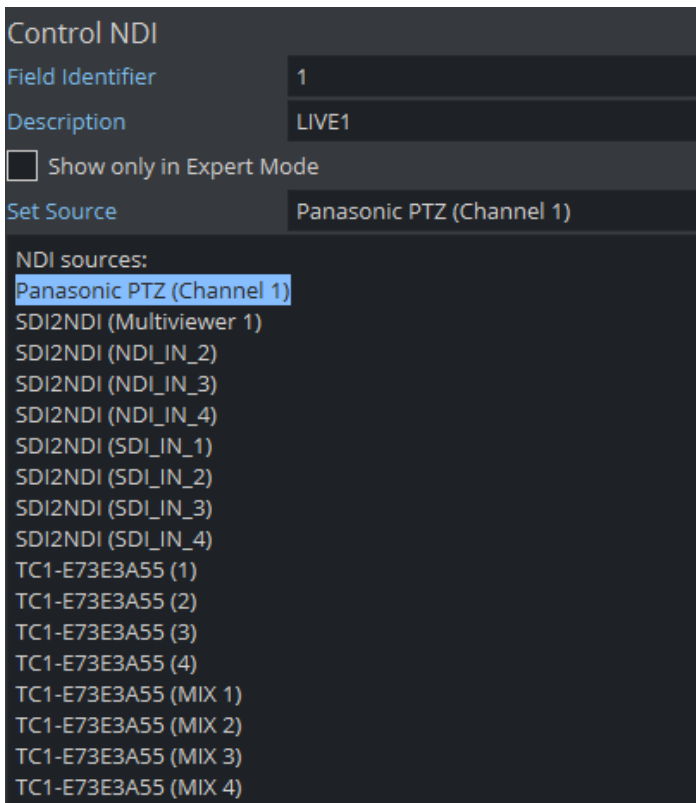 Control NDI
Field Identifier 1
Description LIVE1
Show only in Expert Mode
Set Source Panasonic PTZ (Channel 1)
NDI sources:
Panasonic PTZ (Channel 1)
SDI2NDI (Multiviewer 1)
SDI2NDI (NDI_IN_2)
SDI2NDI (NDI_IN_3)
SDI2NDI (NDI_IN_4)
SDI2NDI (SDI_IN_1)
SDI2NDI (SDI_IN_2)
SDI2NDI (SDI_IN_3)
SDI2NDI (SDI_IN_4)
TC1-E73E3A55 (1)
TC1-E73E3A55 (2)
TC1-E73E3A55 (3)
TC1-E73E3A55 (4)
TC1-E73E3A55 (MIX 1)
TC1-E73E3A55 (MIX 2)
TC1-E73E3A55 (MIX 3)
TC1-E73E3A55 (MIX 4)